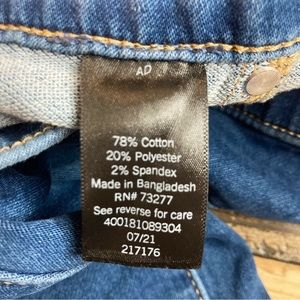 AD
78% Cotton
20% Polyester
2% Spandex
Made in Bangladesh
RN# 73277
See reverse for care
400181089304
07/21
217176